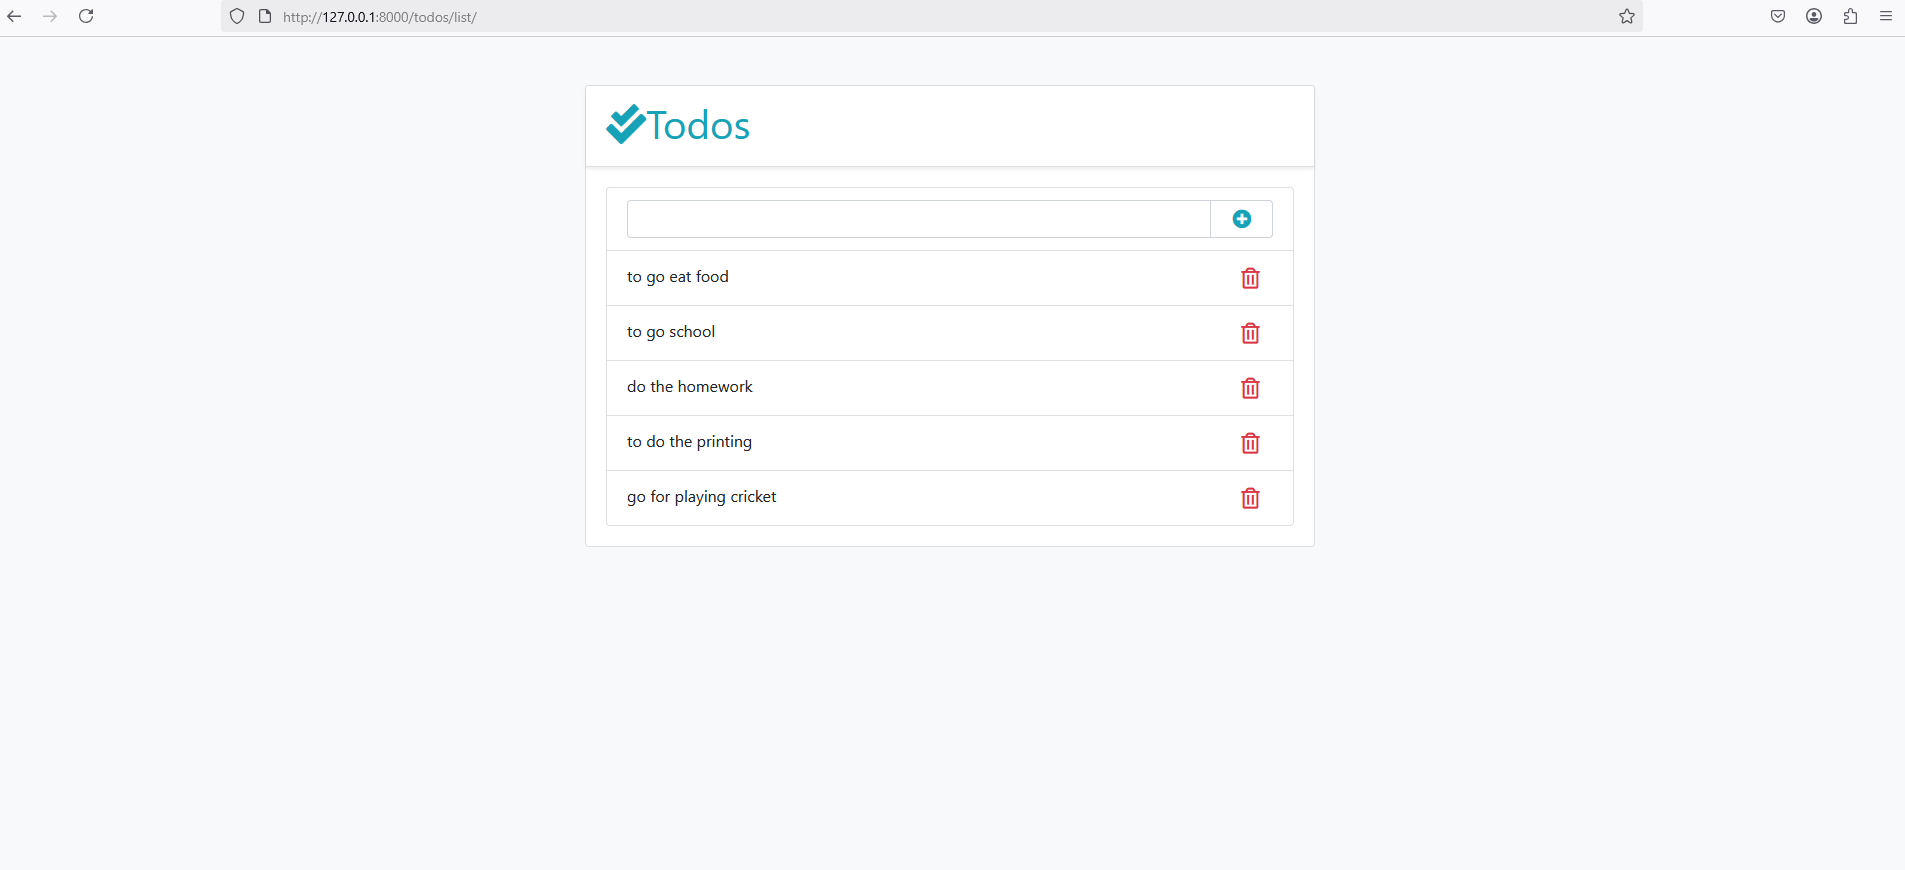 http://127.0.0.1:8000/todos/list/
Todos
to go eat food
to go school
do the homework
to do the printing
go for playing cricket